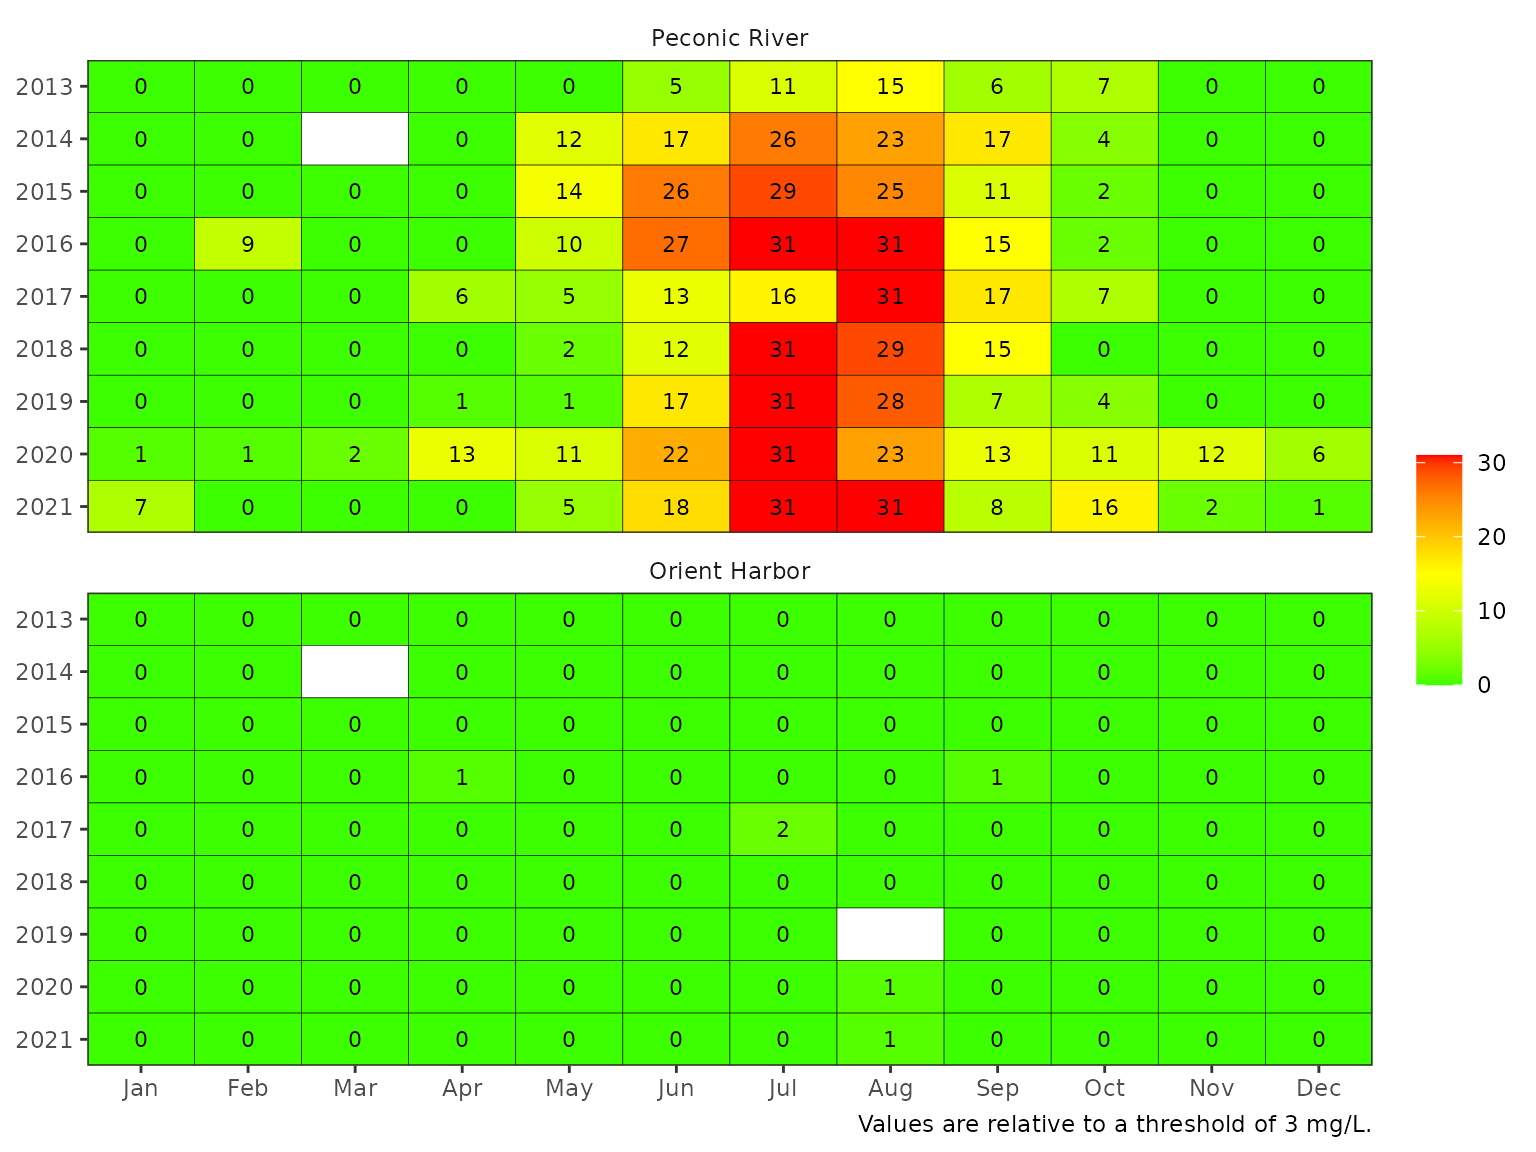 Peconic River
2013 0 0 0 0 0 5 11 15 6 7 0 0
2014 0 0 0 12 17 26 23 17 4 0 0
2015 0 0 0 0 14 26 29 25 11 2 0 0
2016 0 9 0 0 10 27 31 31 15 2 0 0
2017 0 0 0 6 5 13 16 31 17 7 0 0
2018 0 0 0 0 2 12 31 29 15 0 0 0
2019 0 0 0 1 1 17 31 28 7 4 0 0
2020 1 1 2 13 11 22 31 23 13 11 12 6
2021 7 0 0 0 5 18 31 31 8 16 2 1
30
20
10
0
Orient Harbor
2013 0 0 0 0 0 0 0 0 0 0 0 0
2014 0 0 0 0 0 0 0 0 0 0 0
2015 0 0 0 0 0 0 0 0 0 0 0 0
2016 0 0 0 1 0 0 0 0 1 0 0 0
2017 0 0 0 0 0 0 2 0 0 0 0 0
2018 0 0 0 0 0 0 0 0 0 0 0 0
2019 0 0 0 0 0 0 0 0 0 0 0
2020 0 0 0 0 0 0 0 1 0 0 0 0
2021 0 0 0 0 0 0 0 1 0 0 0 0
Jan Feb Mar Apr May Jun Jul Aug Sep Oct Nov Dec
Values are relative to a threshold of 3 mg/L.